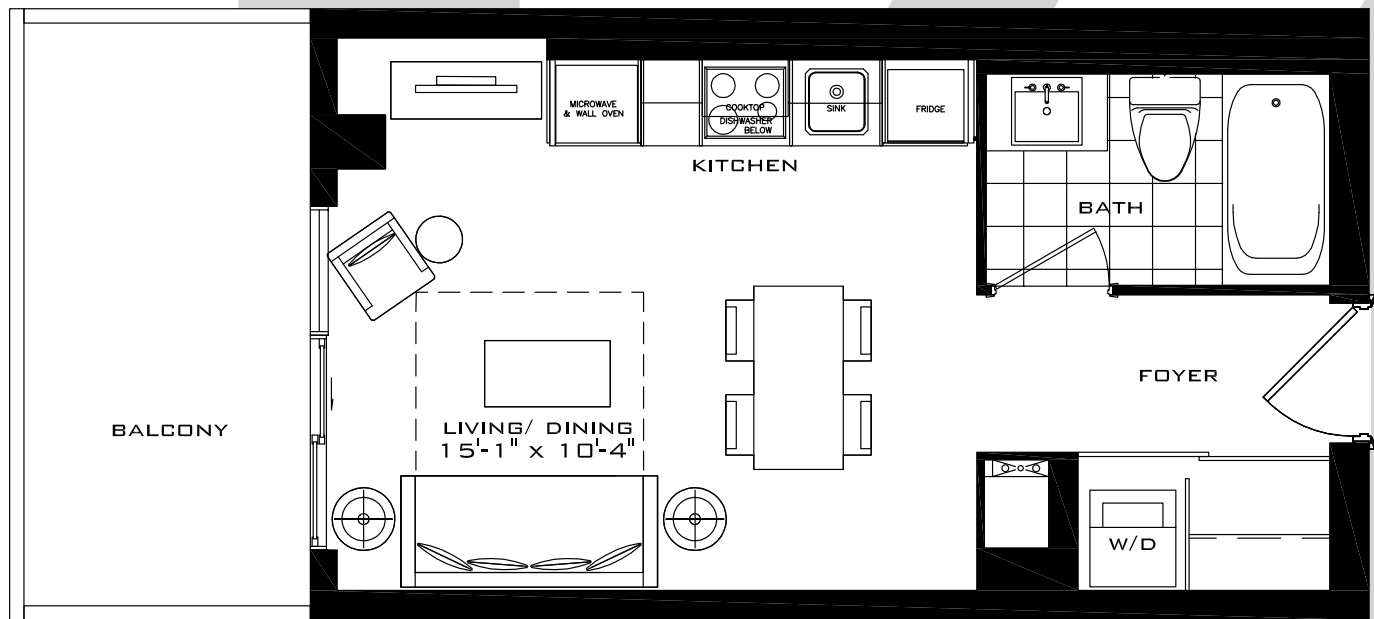 MICROWAVE
& WALL OVEN
COOKTOP
DISHWASHER
BELOW
SINK
FRIDGE
KITCHEN
BATH
FOYER
BALCONY
LIVING/ DINING
15'-1" x 10'-4"
W/D